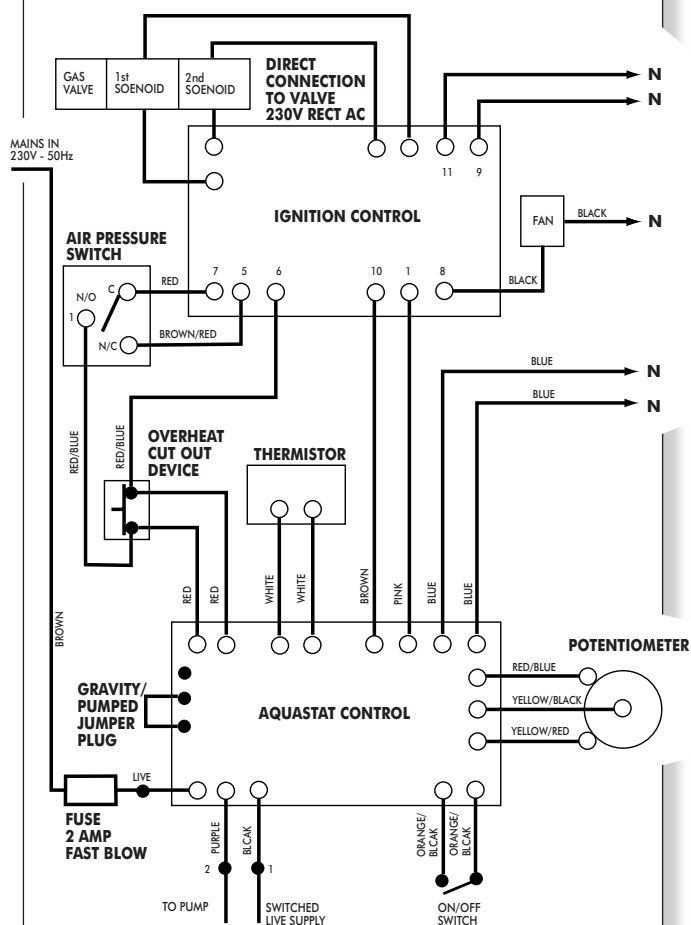 GAS
VALVE
1st
SOENOID
2nd
SOENOID
DIRECT
CONNECTION
TO VALVE
230V RECT AC
N
N
MAINS IN
230V - 50Hz
11
9
IGNITION CONTROL
FAN
BLACK
N
AIR PRESSURE
SWITCH
N/O
C
1
N/C
RED
BROWN/RED
7
5
6
10
1
8
BLACK
BLUE
N
BLUE
N
RED/BLUE
RED/BLUE
OVERHEAT
CUT OUT
DEVICE
THERMISTOR
BROWN
RED
RED
WHITE
WHITE
BROWN
PINK
BLUE
BLUE
POTENTIOMETER
RED/BLUE
YELLOW/BLACK
YELLOW/RED
GRAVITY/
PUMPED
JUMPER
PLUG
AQUASTAT CONTROL
LIVE
FUSE
2 AMP
FAST BLOW
PURPLE
BLCAK
ORANGE/
BLCAK
ORANGE/
BLCAK
2
1
TO PUMP
SWITCHED
LIVE SUPPLY
ON/OFF
SWITCH